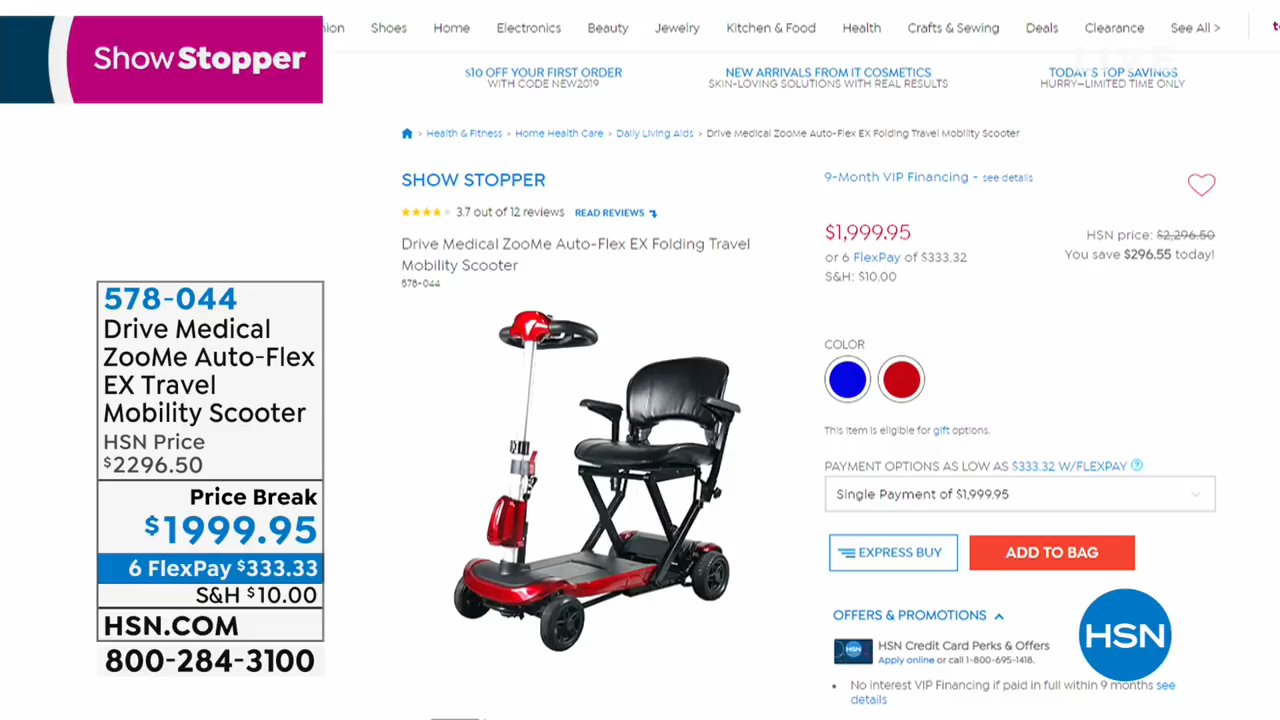 ShowStopper
Shoes
Home
Electronics
Beauty
Jewelry
Kitchen & Food
Health
Crafts & Sewing
Deals
Clearance
See All >
LIVE
$10 OFF YOUR FIRST ORDER
WITH CODE NEW2019
NEW ARRIVALS FROM IT COSMETICS
SKIN-LOVING SOLUTIONS WITH REAL RESULTS
TODAY'S TOP SAVINGS
HURRY—LIMITED TIME ONLY
> Health & Fitness > Home Health Care > Daily Living Aids > Drive Medical ZooMe Auto-Flex EX Folding Travel Mobility Scooter
SHOW STOPPER
3.7 out of 12 reviews READ REVIEWS
Drive Medical ZooMe Auto-Flex EX Folding Travel
Mobility Scooter
578-044
9-Month VIP Financing - see details
$1,999.95
or 6 FlexPay of $333.32
S&H: $10.00
HSN price: $2,296.50
You save $296.55 today!
COLOR
This item is eligible for gift options.
PAYMENT OPTIONS AS LOW AS $333.32 W/FLEXPAY ?
Single Payment of $1,999.95
EXPRESS BUY
ADD TO BAG
OFFERS & PROMOTIONS
HSN
HSN Credit Card Perks & Offers
Apply online or call 1-800-695-1418.
• No interest VIP Financing if paid in full within 9 months see
details
HSN
578-044
Drive Medical
ZooMe Auto-Flex
EX Travel
Mobility Scooter
HSN Price
$2296.50
Price Break
$1999.95
6 FlexPay $333.33
S&H $10.00
HSN.COM
800-284-3100